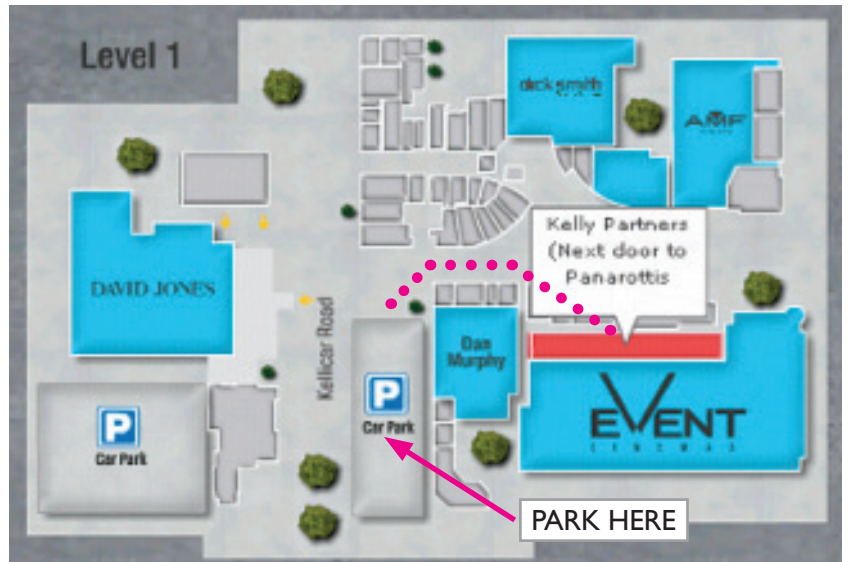 Level 1
dick smith
AMF
Kelly Partners
(Next door to
Panarottis
DAVID JONES
Kellicar Road
Dan
Murphy
P
Car Park
P
Car Park
EVENT
CINEMAS
PARK HERE